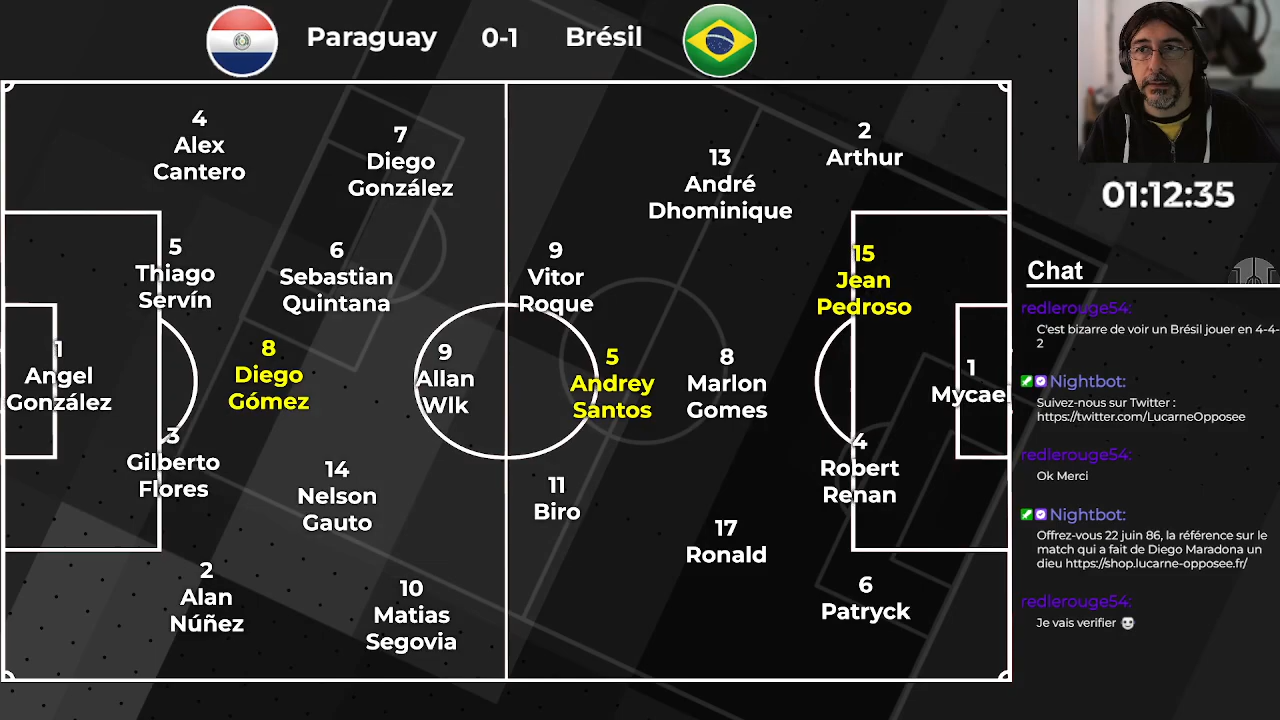 Paraguay 0-1 Brésil
4
Alex
Cantero
7
Diego
González
5
Thiago
Servín
6
Sebastian
Quintana
1
Angel
González
8
Diego
Gómez
9
Allan
Wlk
3
Gilberto
Flores
14
Nelson
Gauto
2
Alan
Núñez
10
Matias
Segovia
13
André
Dhominique
2
Arthur
9
Vitor
Roque
15
Jean
Pedroso
5
Andrey
Santos
8
Marlon
Gomes
1
Mycael
11
Biro
4
Robert
Renan
17
Ronald
6
Patryck
01:12:35
Chat
redlerouge54:
C'est bizarre de voir un Brésil jouer en 4-4-
2
Nightbot:
Suivez-nous sur Twitter :
https://twitter.com/LucarneOpposee
redlerouge54:
Ok Merci
Nightbot:
Offrez-vous 22 juin 86, la référence sur le
match qui a fait de Diego Maradona un
dieu https://shop.lucarne-opposee.fr/
redlerouge54:
Je vais verifier